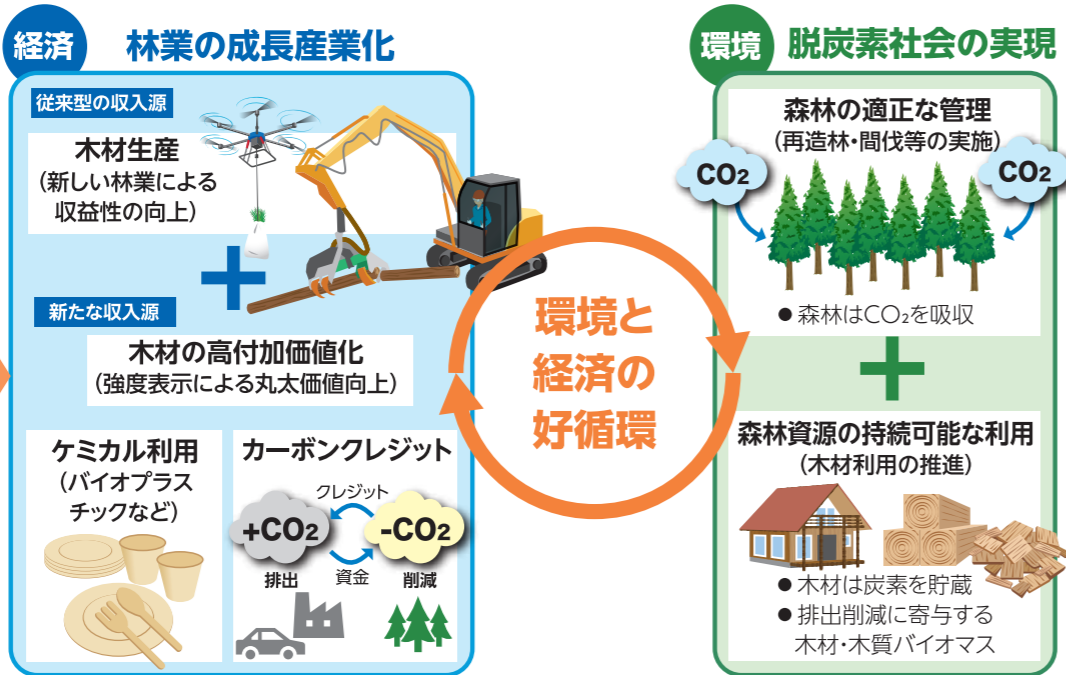 経済 林業の成長産業化
従来型の収入源
木材生産
(新しい林業による
収益性の向上)
+
新たな収入源
木材の高付加価値化
(強度表示による丸太価値向上)
ケミカル利用
(バイオプラス
チックなど)
カーボンクレジット
クレジット
+CO2
-CO2
排出
資金
削減
環境と
経済の
好循環
環境 脱炭素社会の実現
森林の適正な管理
(再造林・間伐等の実施)
CO2
CO2
●森林はCO₂を吸収
+
森林資源の持続可能な利用
(木材利用の推進)
●木材は炭素を貯蔵
●排出削減に寄与する
木材・木質バイオマス